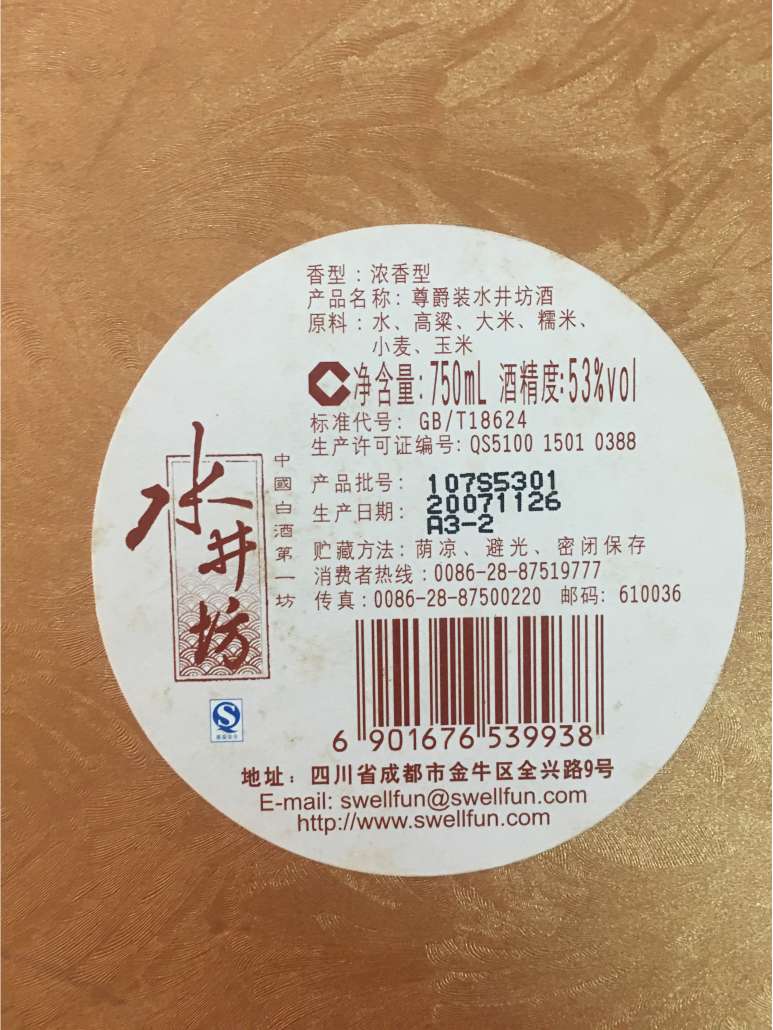 香型：浓香型
产品名称：尊爵装水井坊酒
原料：水、高粱、大米、糯米、
小麦、玉米
净含量：750mL 酒精度:53%vol
标准代号：GB/T18624
生产许可证编号：QS5100 1501 0388
产品批号：107S5301
生产日期：20071126
A3-2
贮藏方法：荫凉、避光、密闭保存
消费者热线：0086-28-87519777
传真：0086-28-87500220 邮码：610036
水井坊
中國白酒第一坊
6 901676 539938
地址：四川省成都市金牛区全兴路9号
E-mail: swellfun@swellfun.com
http://www.swellfun.com